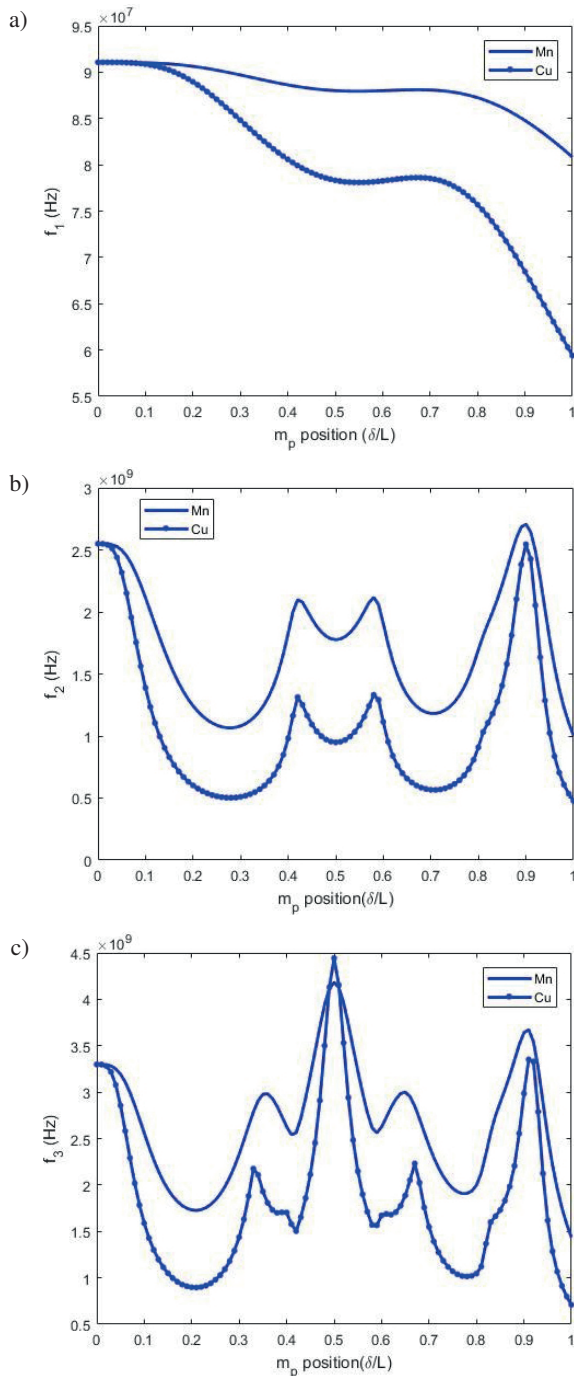 a)
×10⁷
9.5
9
8.5
8
7.5
7
6.5
6
5.5
f₁ (Hz)
Mn
Cu
0 0.1 0.2 0.3 0.4 0.5 0.6 0.7 0.8 0.9 1
mₚ position (δ/L)
b)
×10⁹
3
2.5
2
1.5
1
0.5
0
f₂ (Hz)
Mn
Cu
0 0.1 0.2 0.3 0.4 0.5 0.6 0.7 0.8 0.9 1
mₚ position(δ/L)
c)
×10⁹
4.5
4
3.5
3
2.5
2
1.5
1
0.5
f₃ (Hz)
Mn
Cu
0 0.1 0.2 0.3 0.4 0.5 0.6 0.7 0.8 0.9 1
mₚ position(δ/L)